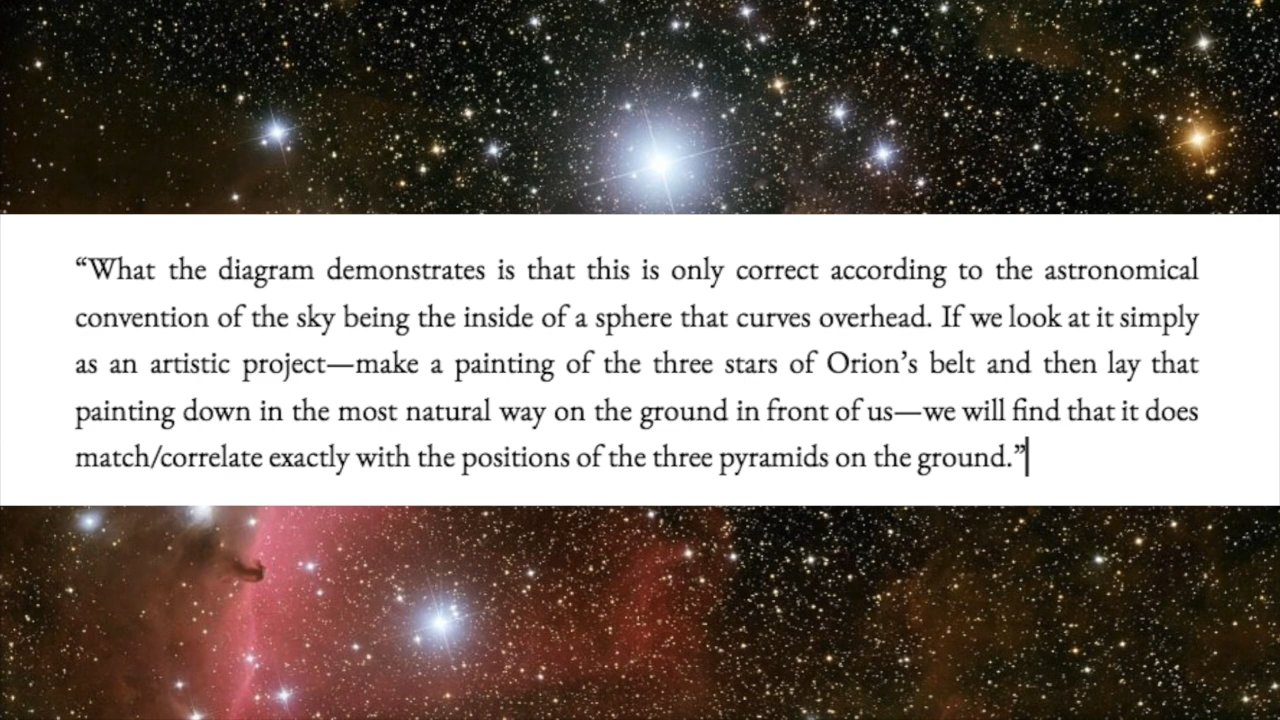 “What the diagram demonstrates is that this is only correct according to the astronomical
convention of the sky being the inside of a sphere that curves overhead. If we look at it simply
as an artistic project—make a painting of the three stars of Orion’s belt and then lay that
painting down in the most natural way on the ground in front of us—we will find that it does
match/correlate exactly with the positions of the three pyramids on the ground.”